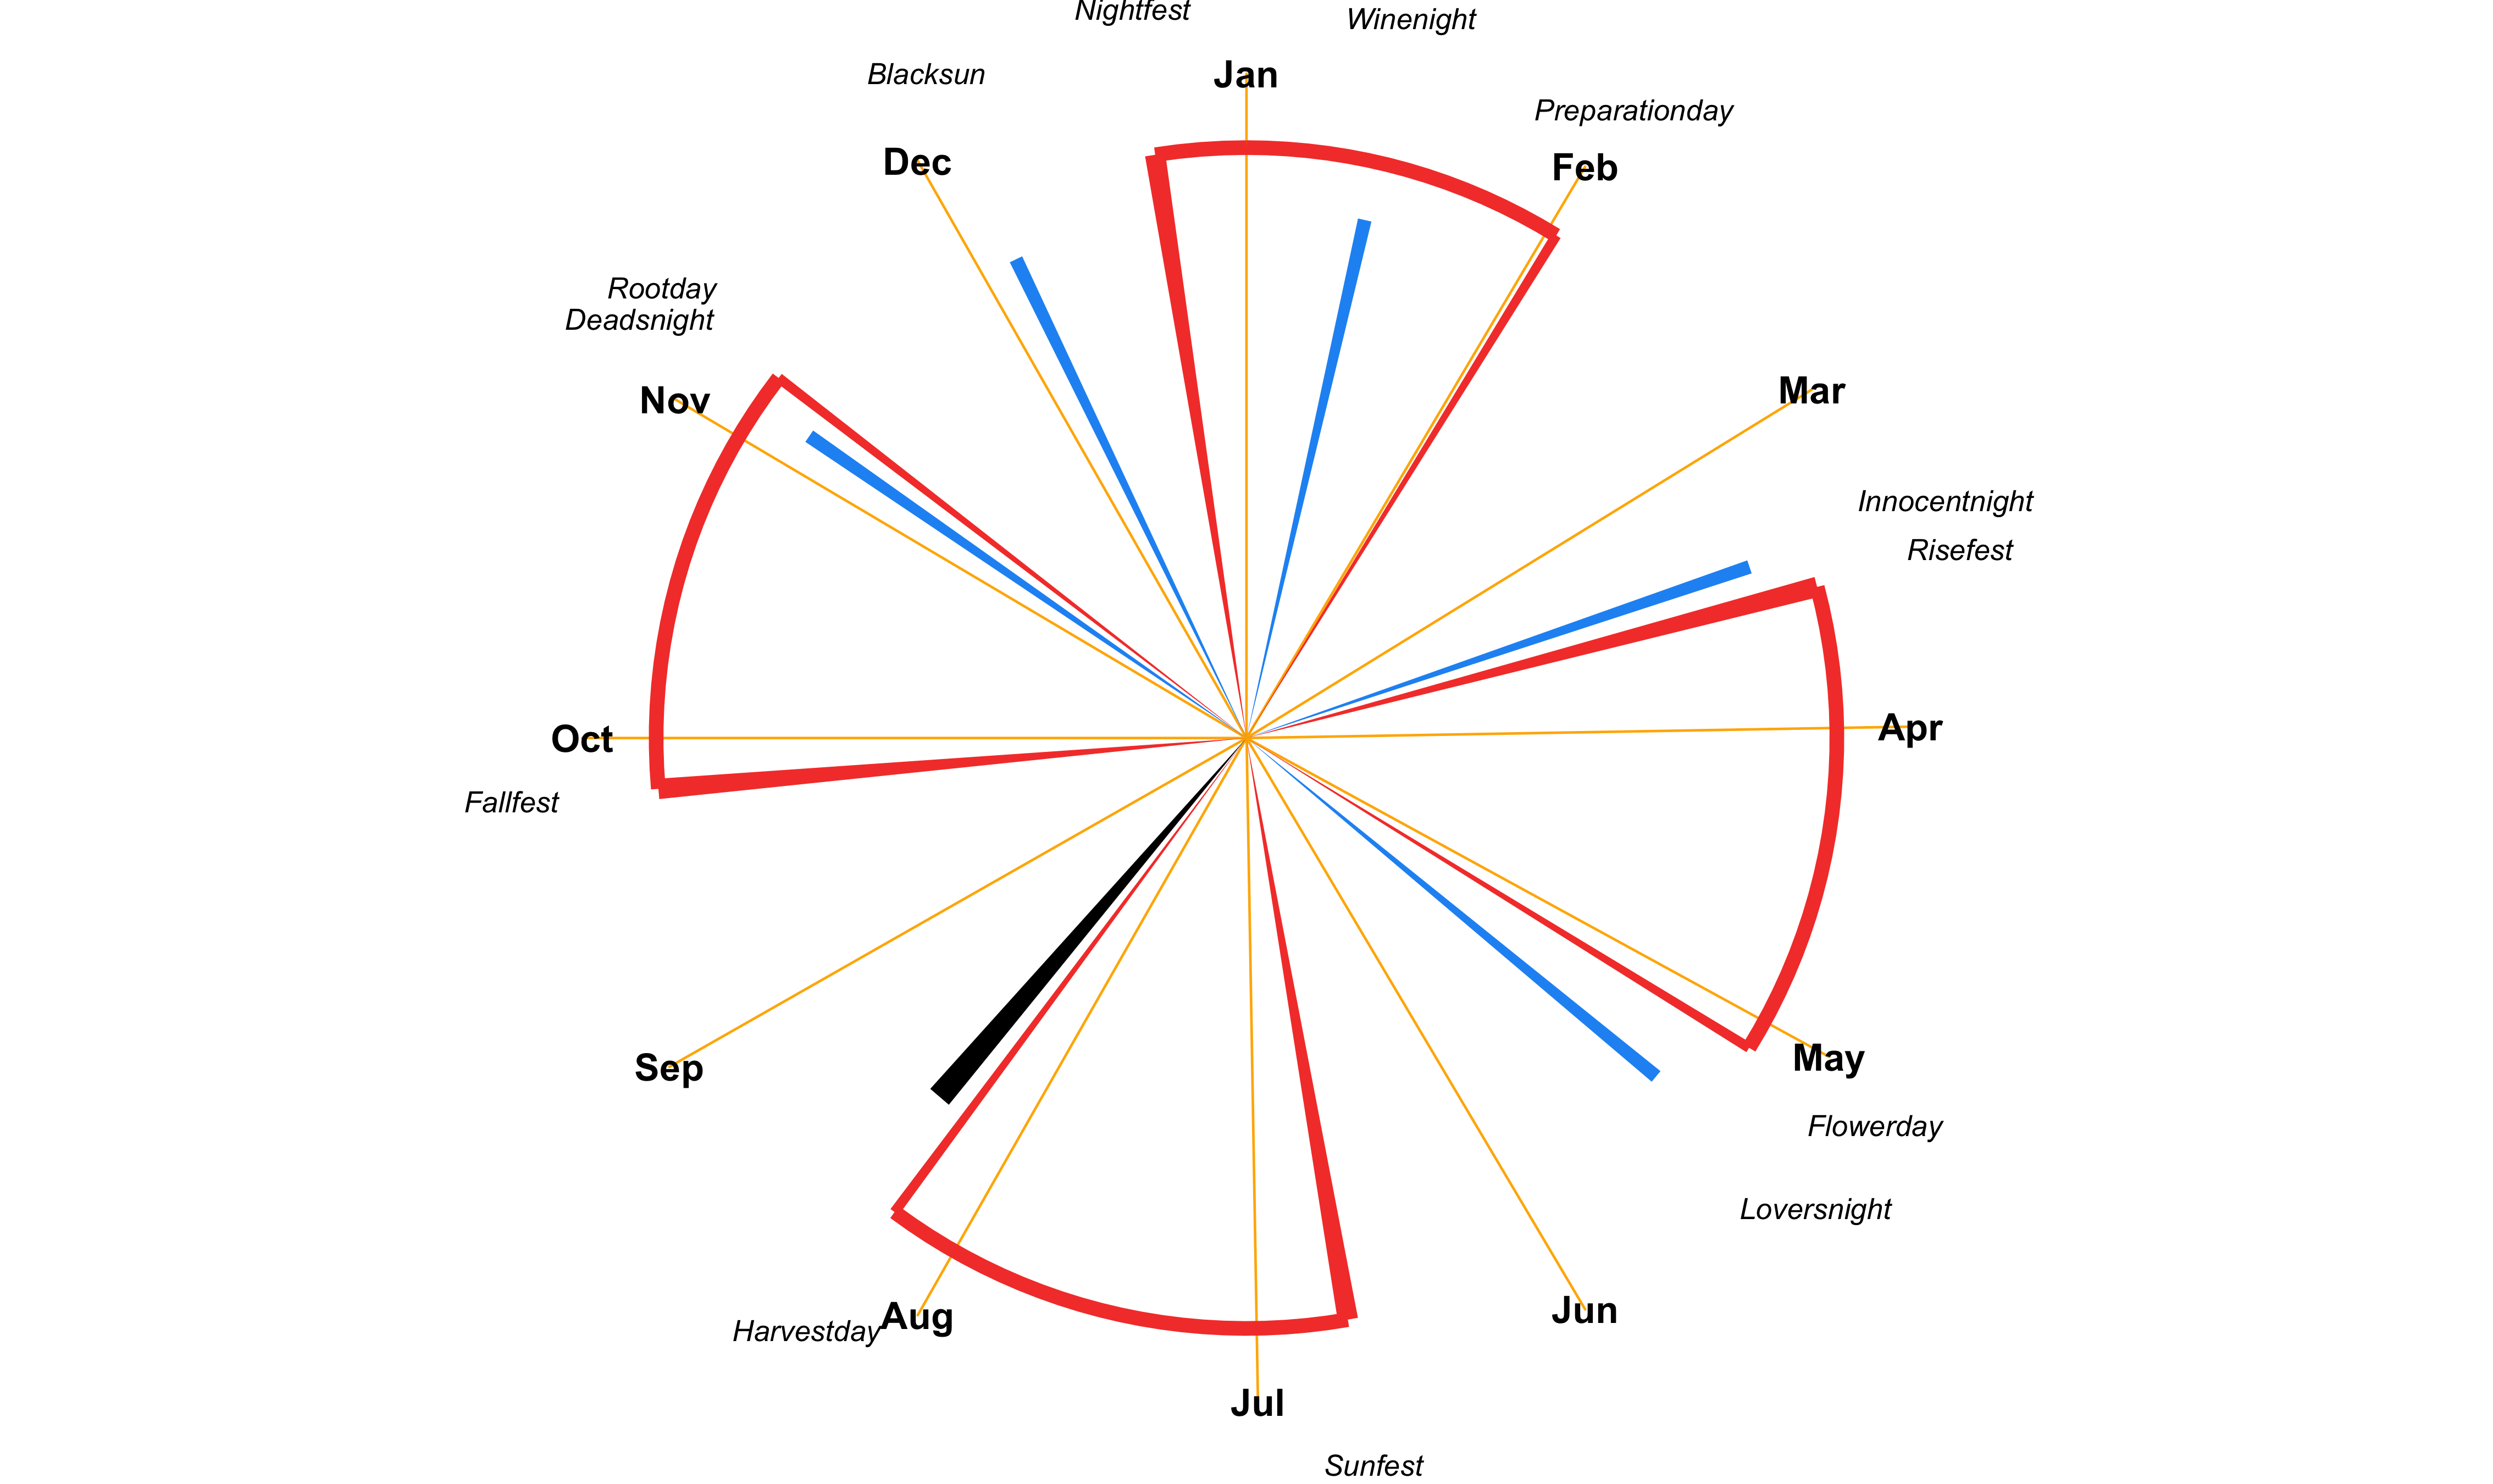 Nightfest
Winenight
Blacksun
Jan
Preparationday
Dec
Feb
Rootday
Deadsnight
Nov
Mar
Innocentnight
Risefest
Oct
Apr
Fallfest
Sep
May
Flowerday
Loversnight
Harvestday
Aug
Jun
Jul
Sunfest